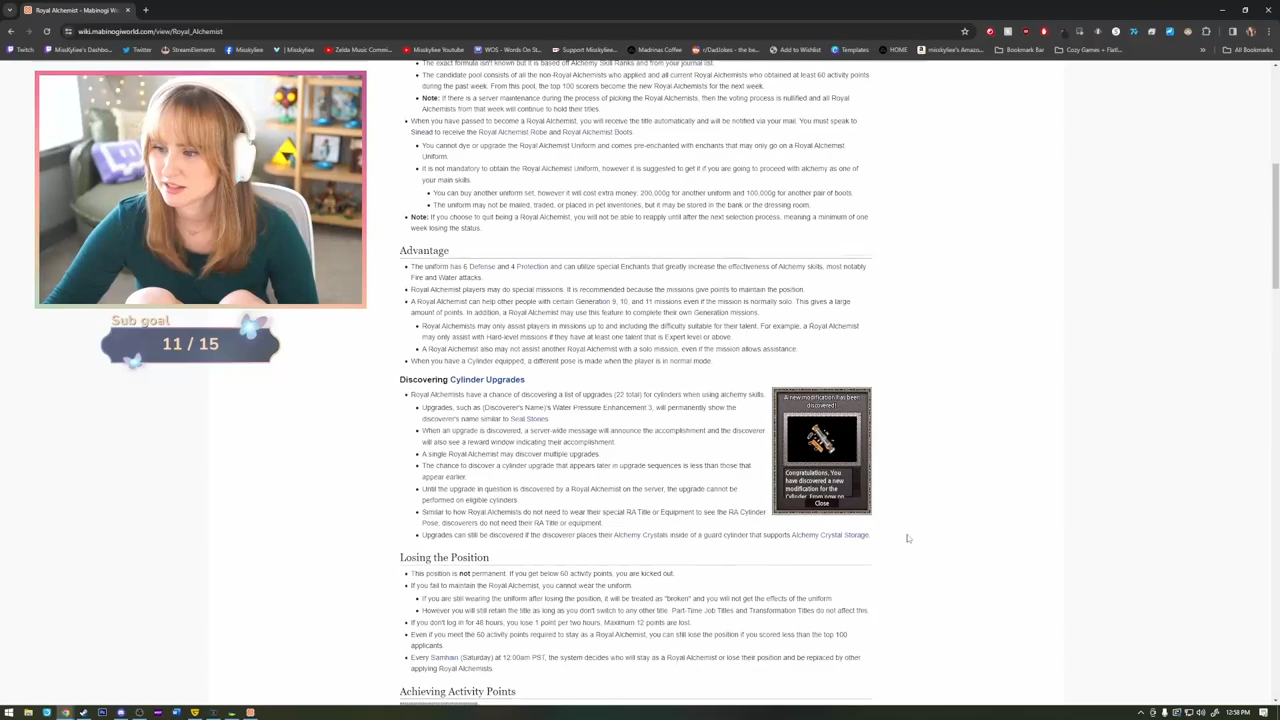 Royal Alchemist - Mabinogi W
wiki.mabinogiworld.com/view/Royal_Alchemist
Twitch
MissKyliee's Dashbo...
Twitter
StreamElements
Misskyliee
Misskyliee
Zelda Music Commi...
Misskyliee Youtube
WOS - Words On St...
Support Misskyliee...
Madrinas Coffee
r/DadJokes - the be...
Add to Wishlist
Templates
HOME
misskyliee's Amazo...
Bookmark Bar
Cozy Games + Flatl...
All Bookmarks
The exact formula isn't known but it is based off Alchemy Skill Ranks and from your journal list.
The candidate pool consists of all the non-Royal Alchemists who applied and all current Royal Alchemists who obtained at least 60 activity points
during the past week. From this pool, the top 100 scorers become the new Royal Alchemists for the next week.
Note: If there is a server maintenance during the process of picking the Royal Alchemists, then the voting process is nullified and all Royal
Alchemists from that week will continue to hold their titles.
When you have passed to become a Royal Alchemist, you will receive the title automatically and will be notified via your mail. You must speak to
Sinead to receive the Royal Alchemist Robe and Royal Alchemist Boots.
You cannot dye or upgrade the Royal Alchemist Uniform and comes pre-enchanted with enchants that may only go on a Royal Alchemist
Uniform.
It is not mandatory to obtain the Royal Alchemist Uniform, however it is suggested to get it if you are going to proceed with alchemy as one of
your main skills.
You can buy another uniform set, however it will cost extra money; 200,000g for another uniform and 100,000g for another pair of boots.
The uniform may not be mailed, traded, or placed in pet inventories, but it may be stored in the bank or the dressing room.
Note: If you choose to quit being a Royal Alchemist, you will not be able to reapply until after the next selection process, meaning a minimum of one
week losing the status.
Advantage
The uniform has 6 Defense and 4 Protection and can utilize special Enchants that greatly increase the effectiveness of Alchemy skills, most notably
Fire and Water attacks.
Royal Alchemist players may do special missions. It is recommended because the missions give points to maintain the position.
A Royal Alchemist can help other people with certain Generation 9, 10, and 11 missions even if the mission is normally solo. This gives a large
amount of points. In addition, a Royal Alchemist may use this feature to complete their own Generation missions.
Royal Alchemists may only assist players in missions up to and including the difficulty suitable for their talent. For example, a Royal Alchemist
may only assist with Hard-level missions if they have at least one talent that is Expert level or above.
A Royal Alchemist also may not assist another Royal Alchemist with a solo mission, even if the mission allows assistance.
When you have a Cylinder equipped, a different pose is made when the player is in normal mode.
Discovering Cylinder Upgrades
Royal Alchemists have a chance of discovering a list of upgrades (22 total) for cylinders when using alchemy skills.
Upgrades, such as (Discoverer's Name)'s Water Pressure Enhancement 3, will permanently show the
discoverer's name similar to Seal Stones.
When an upgrade is discovered, a server-wide message will announce the accomplishment and the discoverer
will also see a reward window indicating their accomplishment.
A single Royal Alchemist may discover multiple upgrades.
The chance to discover a cylinder upgrade that appears later in upgrade sequences is less than those that
appear earlier.
Until the upgrade in question is discovered by a Royal Alchemist on the server, the upgrade cannot be
performed on eligible cylinders.
Similar to how Royal Alchemists do not need to wear their special RA Title or Equipment to see the RA Cylinder
Pose, discoverers do not need their RA Title or equipment.
Upgrades can still be discovered if the discoverer places their Alchemy Crystals inside of a guard cylinder that supports Alchemy Crystal Storage.
A new modification has been
discovered!
Congratulations, You
have discovered a new
modification for the
Cylinder. From now on
Close
Losing the Position
This position is not permanent. If you get below 60 activity points, you are kicked out.
If you fail to maintain the Royal Alchemist, you cannot wear the uniform.
If you are still wearing the uniform after losing the position, it will be treated as "broken" and you will not get the effects of the uniform
However you will still retain the title as long as you don't switch to any other title. Part-Time Job Titles and Transformation Titles do not affect this.
If you don't log in for 48 hours, you lose 1 point per two hours. Maximum 12 points are lost.
Even if you meet the 60 activity points required to stay as a Royal Alchemist, you can still lose the position if you scored less than the top 100
applicants.
Every Samhain (Saturday) at 12:00am PST, the system decides who will stay as a Royal Alchemist or lose their position and be replaced by other
applying Royal Alchemists.
Achieving Activity Points
Sub goal
11 / 15
12:58 PM